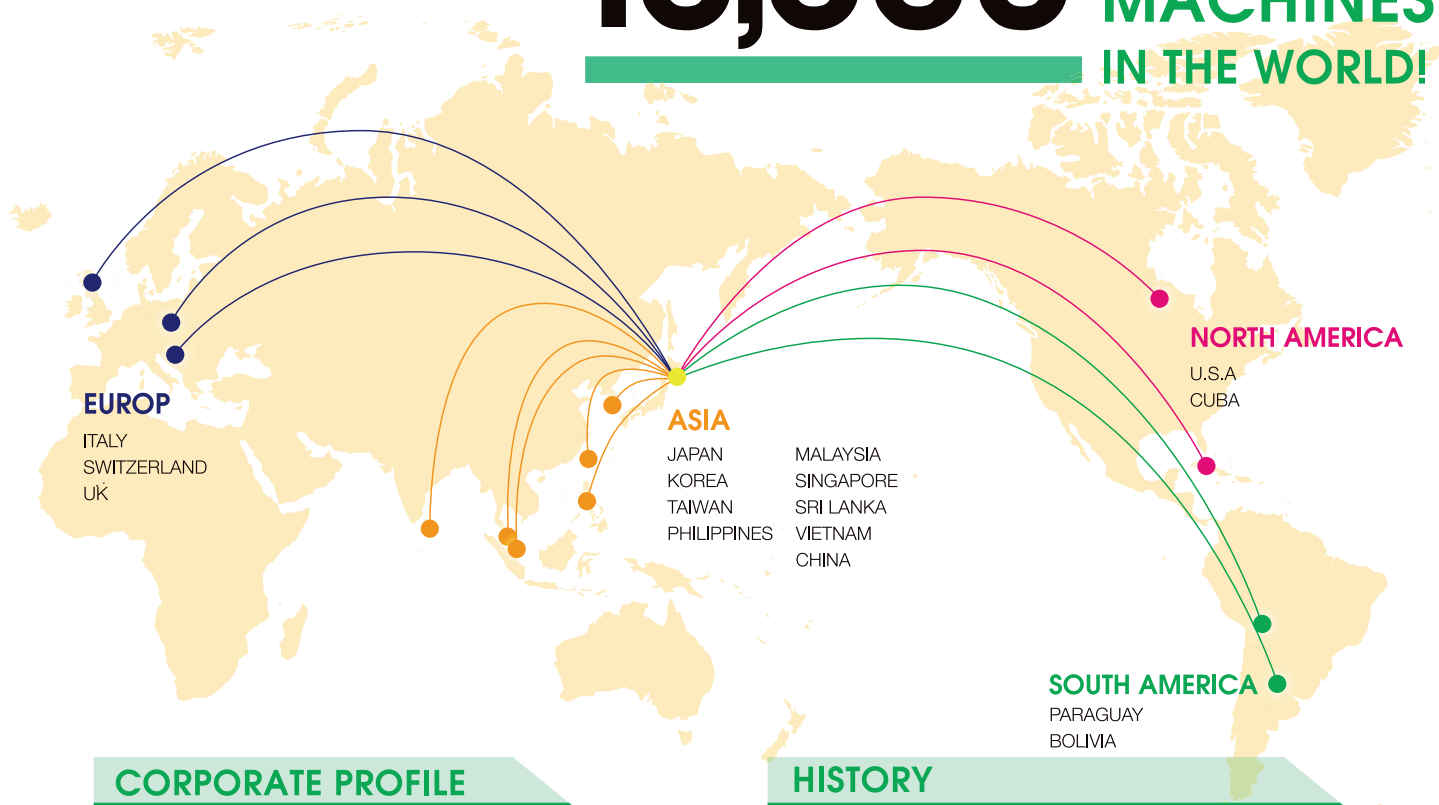 MACHINES
IN THE WORLD!
NORTH AMERICA
U.S.A
CUBA
EUROP
ITALY
SWITZERLAND
UK
ASIA
JAPAN
KOREA
TAIWAN
PHILIPPINES
MALAYSIA
SINGAPORE
SRI LANKA
VIETNAM
CHINA
SOUTH AMERICA
PARAGUAY
BOLIVIA
CORPORATE PROFILE
HISTORY